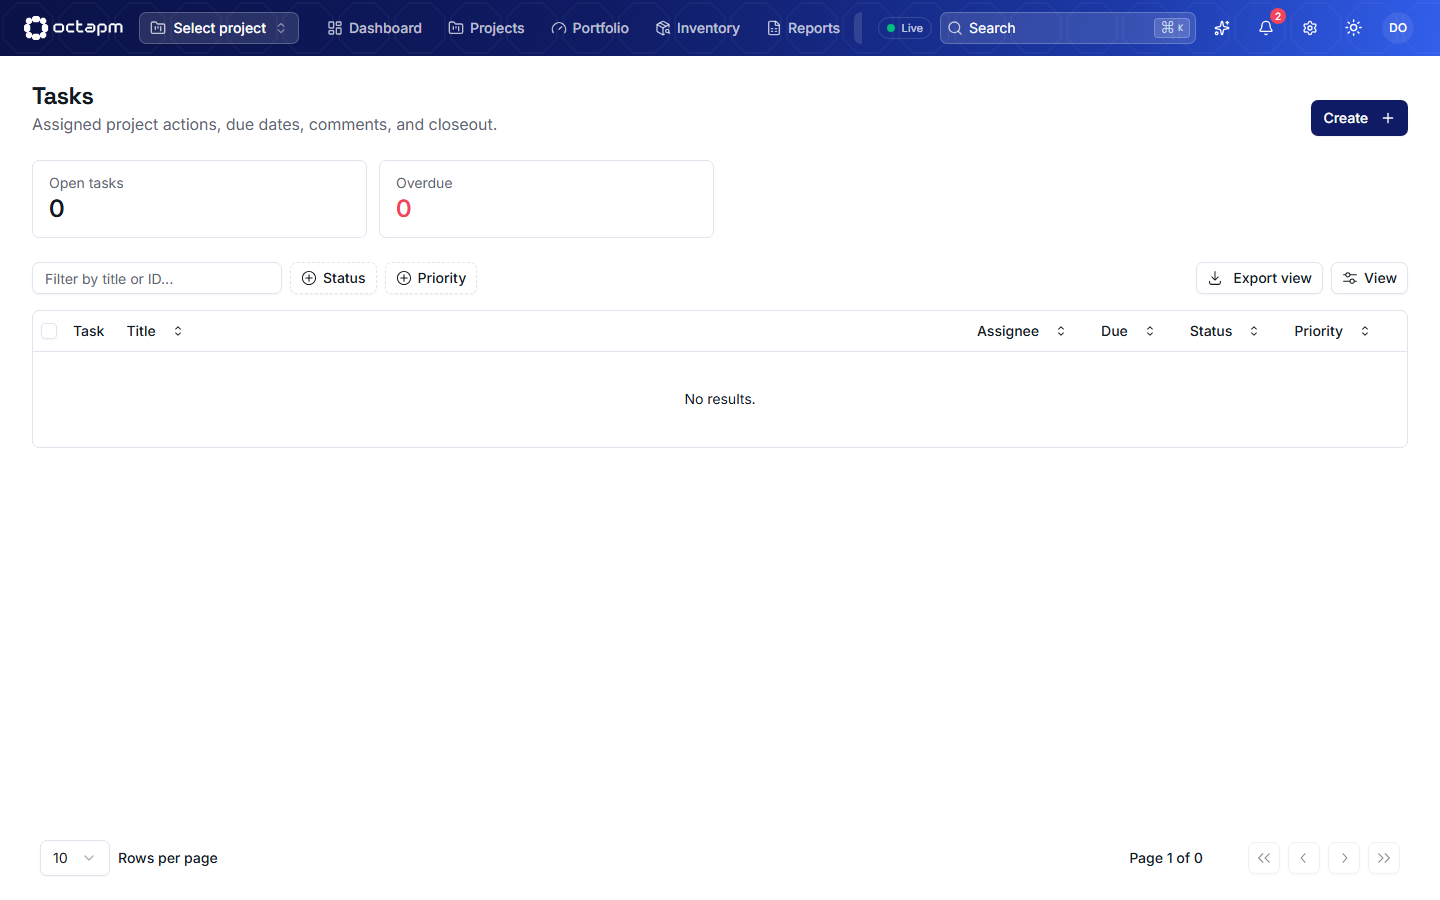 octapm
Select project
Dashboard
Projects
Portfolio
Inventory
Reports
Live
Search
⌘ K
2
DO
Tasks
Assigned project actions, due dates, comments, and closeout.
Create
Open tasks
0
Overdue
0
Filter by title or ID...
Status
Priority
Export view
View
Task
Title
Assignee
Due
Status
Priority
No results.
10
Rows per page
Page 1 of 0